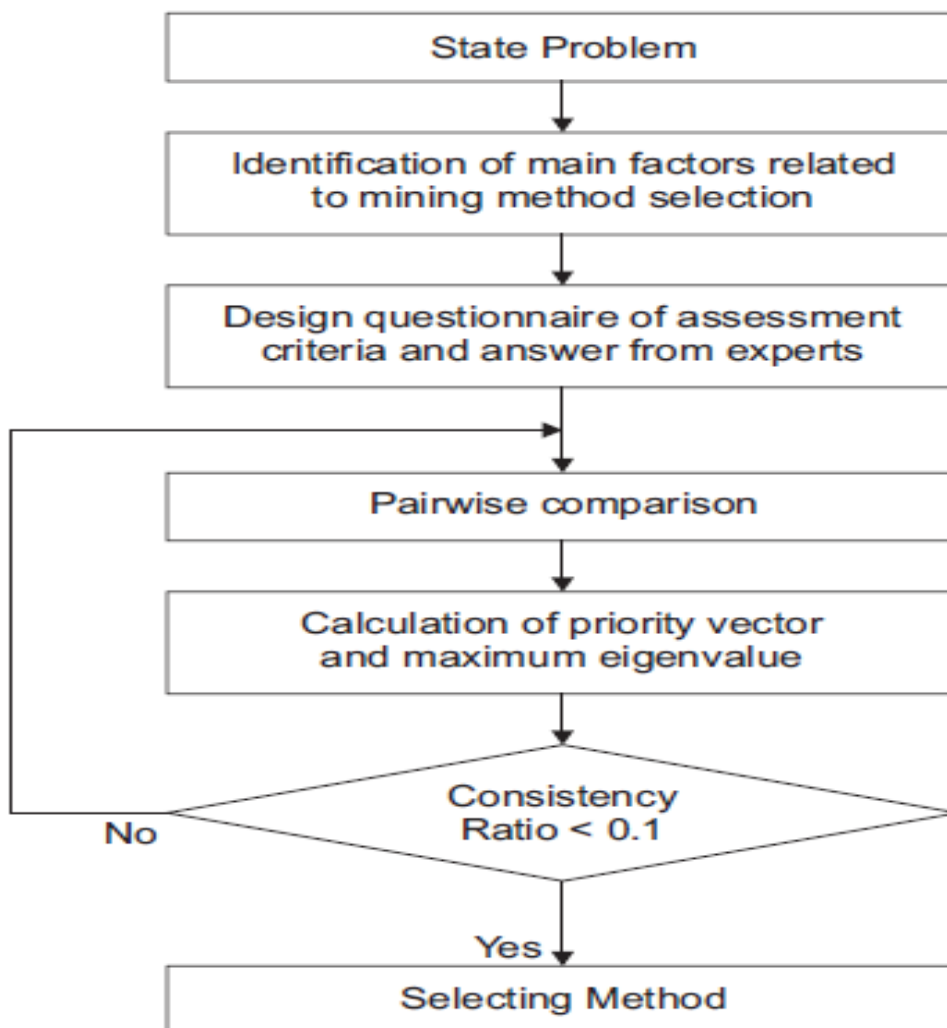 State Problem
Identification of main factors related
to mining method selection
Design questionnaire of assessment
criteria and answer from experts
Pairwise comparison
Calculation of priority vector
and maximum eigenvalue
Consistency
Ratio < 0.1
No
Yes
Selecting Method